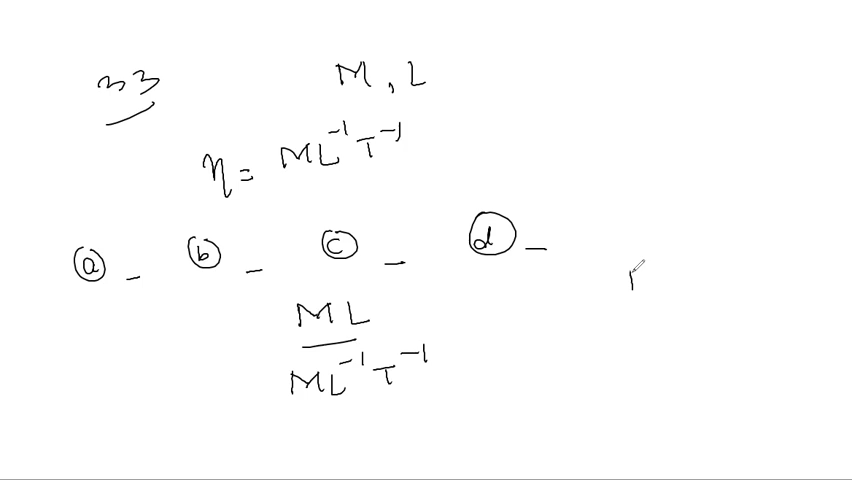 33
M, L
η = ML⁻¹T⁻¹
ⓐ - ⓑ - ⓒ - ⓓ -
ML
ML⁻¹T⁻¹